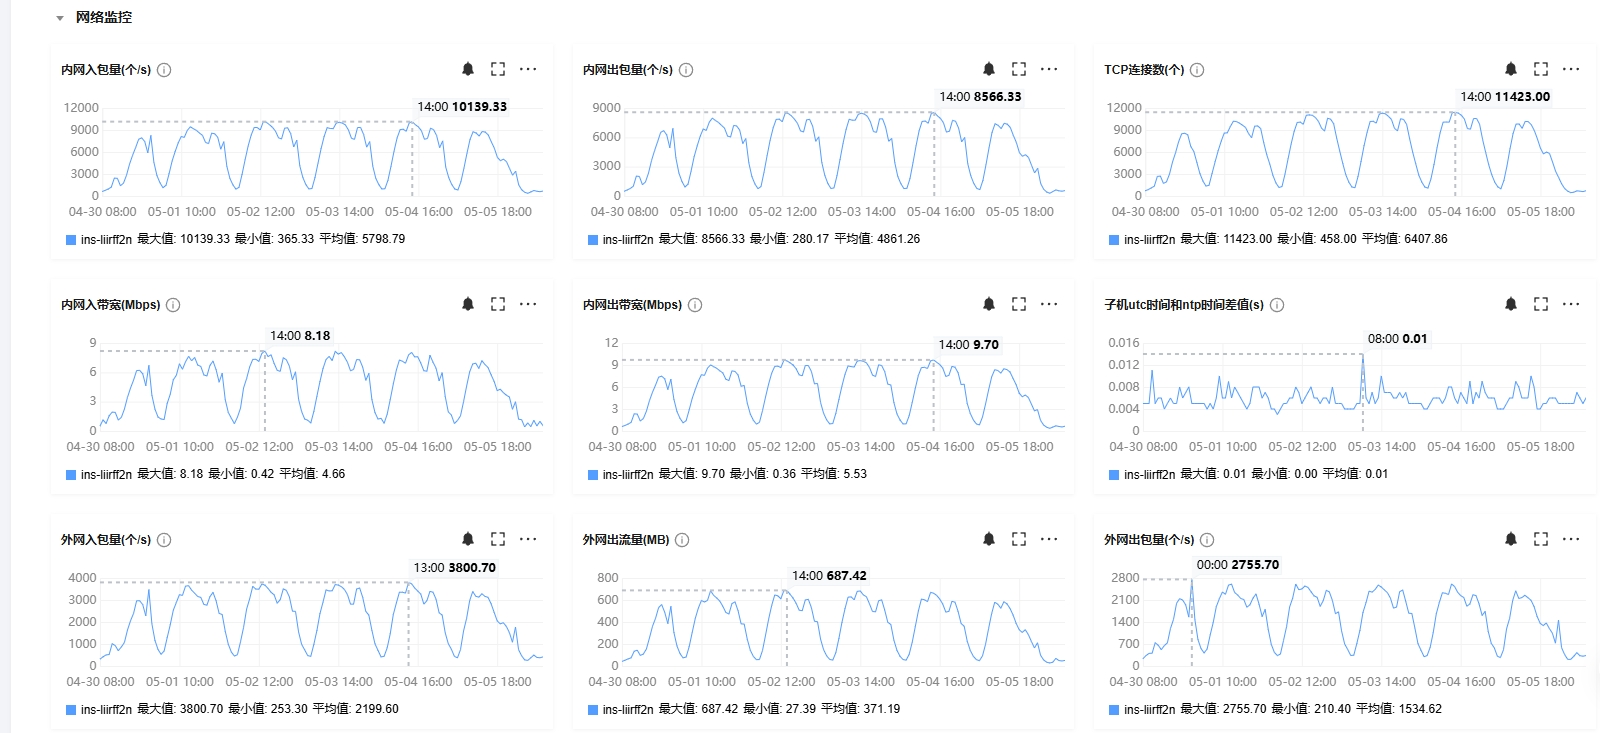 网络监控
内网入包量(个/s)
14:00 10139.33
12000
9000
6000
3000
0
04-30 08:00 05-01 10:00 05-02 12:00 05-03 14:00 05-04 16:00 05-05 18:00
ins-liirff2n 最大值: 10139.33 最小值: 365.33 平均值: 5798.79
内网出包量(个/s)
14:00 8566.33
9000
6000
3000
0
04-30 08:00 05-01 10:00 05-02 12:00 05-03 14:00 05-04 16:00 05-05 18:00
ins-liirff2n 最大值: 8566.33 最小值: 280.17 平均值: 4861.26
TCP连接数(个)
14:00 11423.00
12000
9000
6000
3000
0
04-30 08:00 05-01 10:00 05-02 12:00 05-03 14:00 05-04 16:00 05-05 18:00
ins-liirff2n 最大值: 11423.00 最小值: 458.00 平均值: 6407.86
内网入带宽(Mbps)
14:00 8.18
9
6
3
0
04-30 08:00 05-01 10:00 05-02 12:00 05-03 14:00 05-04 16:00 05-05 18:00
ins-liirff2n 最大值: 8.18 最小值: 0.42 平均值: 4.66
内网出带宽(Mbps)
14:00 9.70
12
9
6
3
0
04-30 08:00 05-01 10:00 05-02 12:00 05-03 14:00 05-04 16:00 05-05 18:00
ins-liirff2n 最大值: 9.70 最小值: 0.36 平均值: 5.53
子机utc时间和ntp时间差值(s)
08:00 0.01
0.016
0.012
0.008
0.004
0
04-30 08:00 05-01 10:00 05-02 12:00 05-03 14:00 05-04 16:00 05-05 18:00
ins-liirff2n 最大值: 0.01 最小值: 0.00 平均值: 0.01
外网入包量(个/s)
13:00 3800.70
4000
3000
2000
1000
0
04-30 08:00 05-01 10:00 05-02 12:00 05-03 14:00 05-04 16:00 05-05 18:00
ins-liirff2n 最大值: 3800.70 最小值: 253.30 平均值: 2199.60
外网出流量(MB)
14:00 687.42
800
600
400
200
0
04-30 08:00 05-01 10:00 05-02 12:00 05-03 14:00 05-04 16:00 05-05 18:00
ins-liirff2n 最大值: 687.42 最小值: 27.39 平均值: 371.19
外网出包量(个/s)
00:00 2755.70
2800
2100
1400
700
0
04-30 08:00 05-01 10:00 05-02 12:00 05-03 14:00 05-04 16:00 05-05 18:00
ins-liirff2n 最大值: 2755.70 最小值: 210.40 平均值: 1534.62